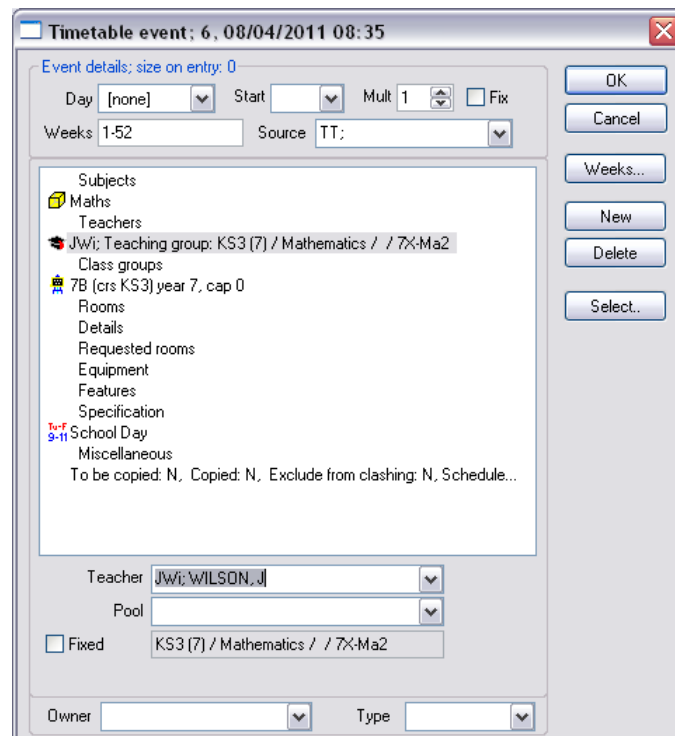 Timetable event; 6, 08/04/2011 08:35
Event details; size on entry: 0
Day [none] Start Mult 1 Fix
Weeks 1-52 Source TT;
OK
Cancel
Weeks...
New
Delete
Select..
Subjects
Maths
Teachers
JWi; Teaching group: KS3 (7) / Mathematics / / 7X-Ma2
Class groups
7B (crs KS3) year 7, cap 0
Rooms
Details
Requested rooms
Equipment
Features
Specification
Tu-F
9-11 School Day
Miscellaneous
To be copied: N, Copied: N, Exclude from clashing: N, Schedule...
Teacher JWi; WILSON, J
Pool
Fixed KS3 (7) / Mathematics / / 7X-Ma2
Owner Type